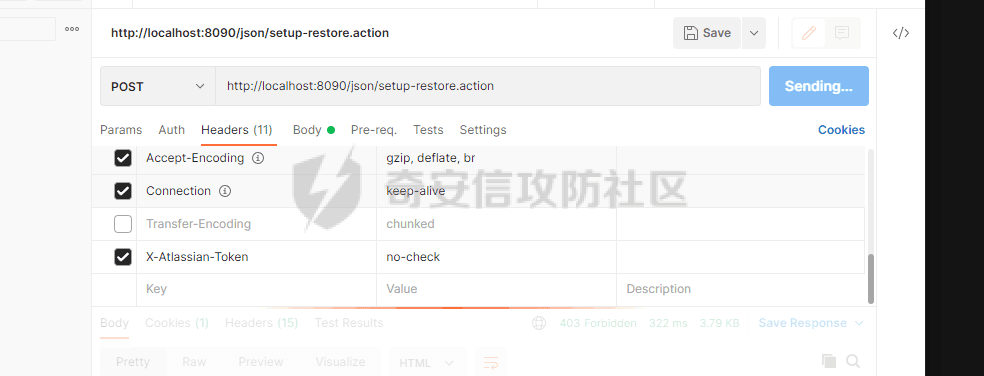 http://localhost:8090/json/setup-restore.action
Save
POST
http://localhost:8090/json/setup-restore.action
Sending...
Params Auth Headers (11) Body Pre-req. Tests Settings Cookies
Accept-Encoding gzip, deflate, br
Connection keep-alive
奇安信攻防社区
Transfer-Encoding chunked
X-Atlassian-Token no-check
Key Value Description
Body Cookies (1) Headers (15) Test Results 403 Forbidden 322 ms 3.79 KB Save Response
Pretty Raw Preview Visualize HTML